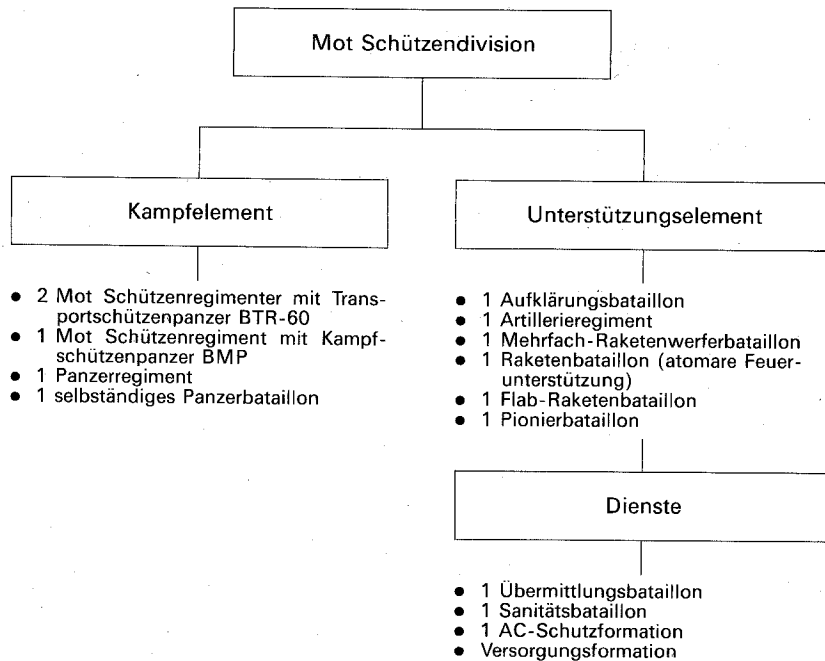 Mot Schützendivision
Kampfelement
● 2 Mot Schützenregimenter mit Trans-
portschützenpanzer BTR-60
● 1 Mot Schützenregiment mit Kampf-
schützenpanzer BMP
● 1 Panzerregiment
● 1 selbständiges Panzerbataillon
Unterstützungselement
● 1 Aufklärungsbataillon
● 1 Artillerieregiment
● 1 Mehrfach-Raketenwerferbataillon
● 1 Raketenbataillon (atomare Feuer-
unterstützung)
● 1 Flab-Raketenbataillon
● 1 Pionierbataillon
Dienste
● 1 Übermittlungsbataillon
● 1 Sanitätsbataillon
● 1 AC-Schutzformation
● Versorgungsformation